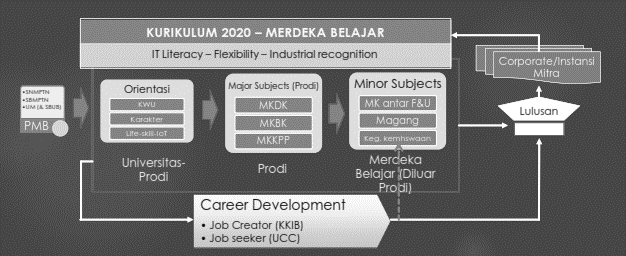 KURIKULUM 2020 – MERDEKA BELAJAR
IT Literacy – Flexibility – Industrial recognition
Corporate/Instansi
Mitra
•SNMPTN
•SBMPTN
•UM (& SBUB)
PMB
Orientasi
KWU
Karakter
Life-skill-IoT
Universitas-
Prodi
Major Subjects (Prodi)
MKDK
MKBK
MKKPP
Prodi
Minor Subjects
MK antar F&U
Magang
Keg. kemhswaan
Merdeka
Belajar (Diluar
Prodi)
Lulusan
Career Development
• Job Creator (KKIB)
• Job seeker (UCC)